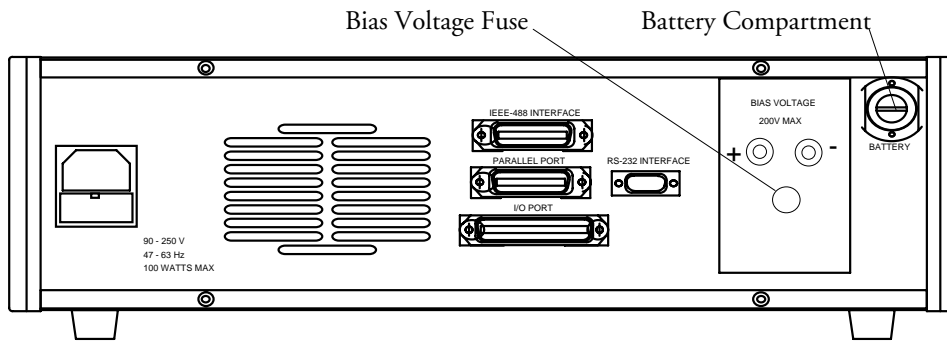 Bias Voltage Fuse
Battery Compartment
IEEE-488 INTERFACE
PARALLEL PORT
RS-232 INTERFACE
I/O PORT
90 - 250 V
47 - 63 Hz
100 WATTS MAX
BIAS VOLTAGE
200V MAX
+ -
BATTERY